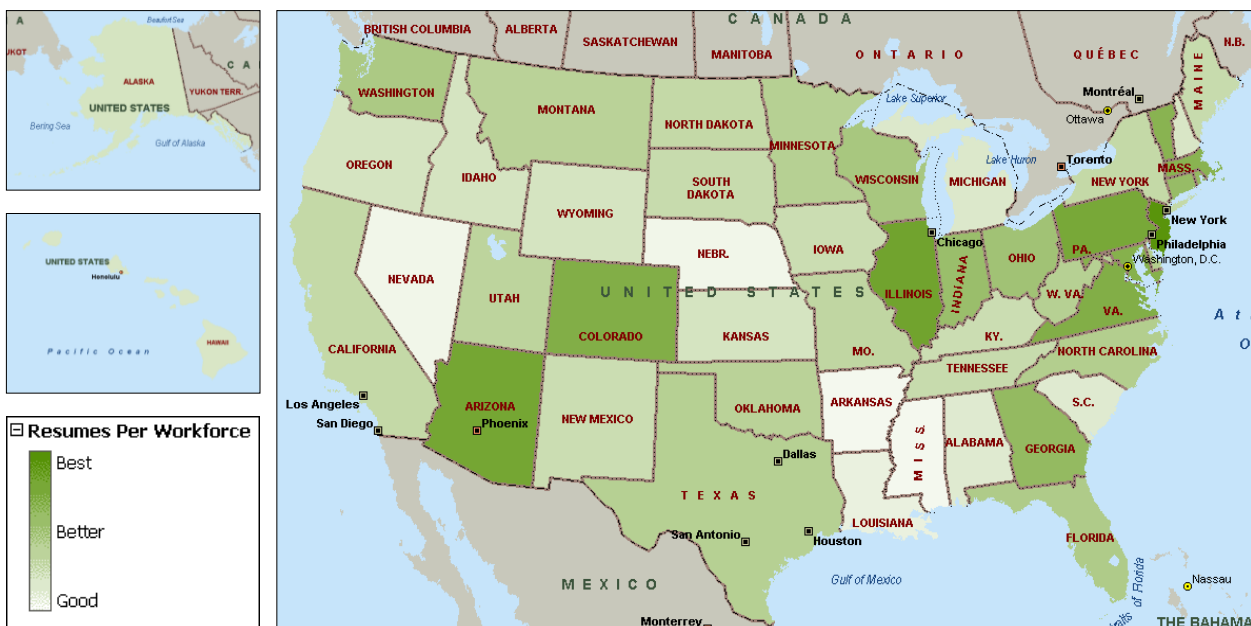 Beaufort Sea
A
C A
UKOT
ALASKA
YUKON TERR.
UNITED STATES
Bering Sea
Gulf of Alaska
UNITED STATES
Honolulu
HAWAII
Pacific Ocean
Resumes Per Workforce
Best
Better
Good
CANADA
BRITISH COLUMBIA
ALBERTA
SASKATCHEWAN
MANITOBA
ONTARIO
QUÉBEC
N.B.
MAINE
Montréal
Ottawa
Lake Superior
Lake Huron
Torento
WASHINGTON
MONTANA
NORTH DAKOTA
MINNESOTA
OREGON
IDAHO
SOUTH
DAKOTA
WISCONSIN
MICHIGAN
NEW YORK
MASS.
WYOMING
IOWA
New York
Philadelphia
Washington, D.C.
NEBR.
Chicago
PA.
OHIO
INDIANA
ILLINOIS
NEVADA
UTAH
UNITED STATES
COLORADO
KANSAS
MO.
W. VA.
VA.
KY.
CALIFORNIA
NORTH CAROLINA
TENNESSEE
At
O
Los Angeles
San Diego
ARIZONA
Phoenix
NEW MEXICO
OKLAHOMA
ARKANSAS
S.C.
MISS.
ALABAMA
GEORGIA
Dallas
TEXAS
LOUISIANA
San Antonio
Houston
FLORIDA
MEXICO
Gulf of Mexico
Nassau
raits of Florida
Monterrey
THE BAHAMA